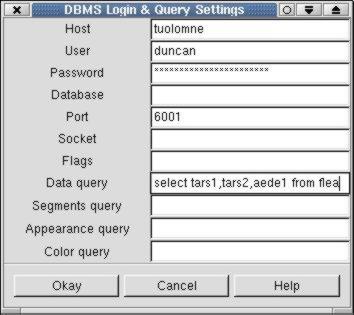 DBMS Login & Query Settings
Host tuolomne
User duncan
Password ***********************
Database
Port 6001
Socket
Flags
Data query select tars1,tars2,aede1 from flea
Segments query
Appearance query
Color query
Okay Cancel Help